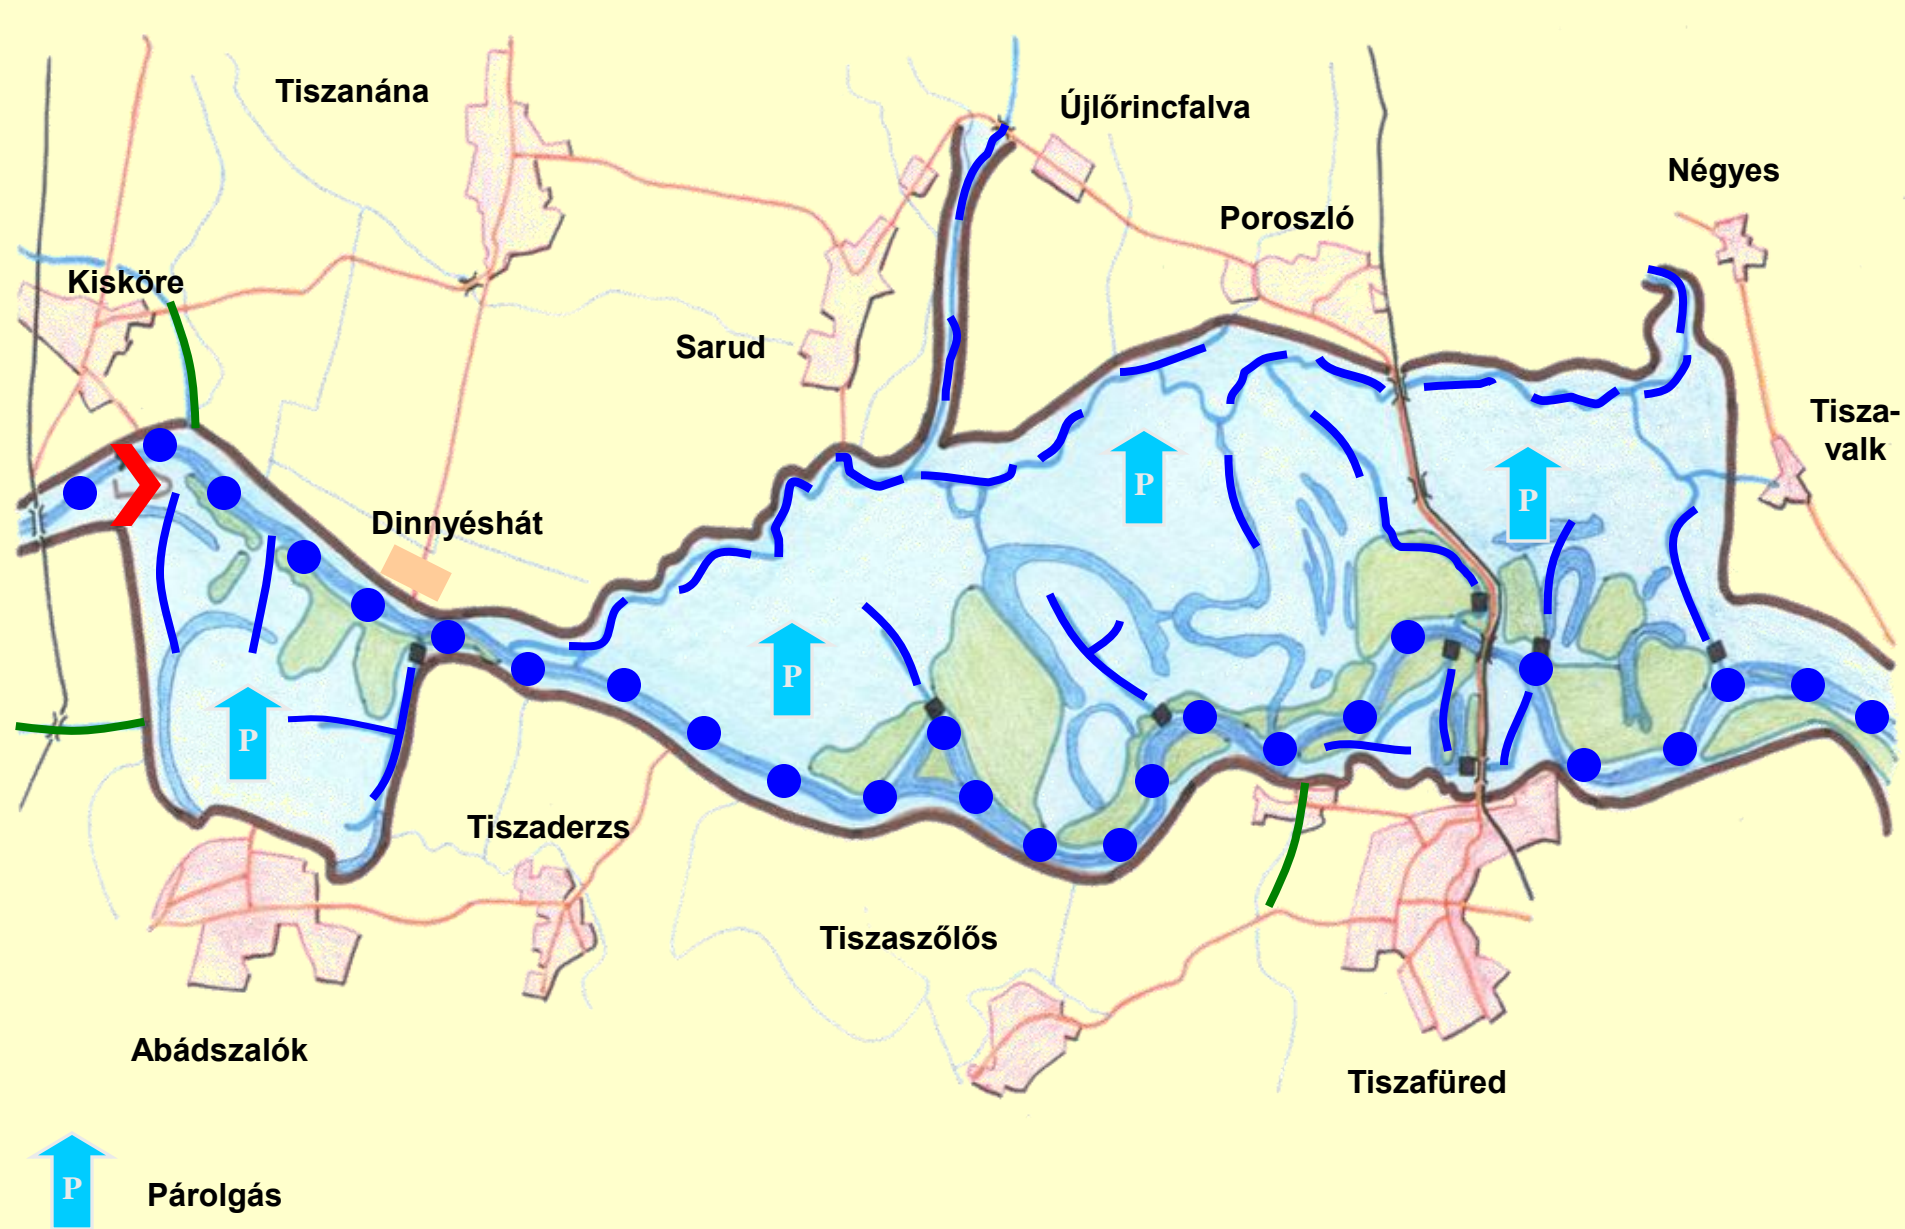 Tiszanána
Újlőrincfalva
Négyes
Poroszló
Kisköre
Sarud
Tisza-
valk
P
P
Dinnyéshát
P
P
Tiszaderzs
Tiszaszőlős
Abádszalók
Tiszafüred
P
Párolgás